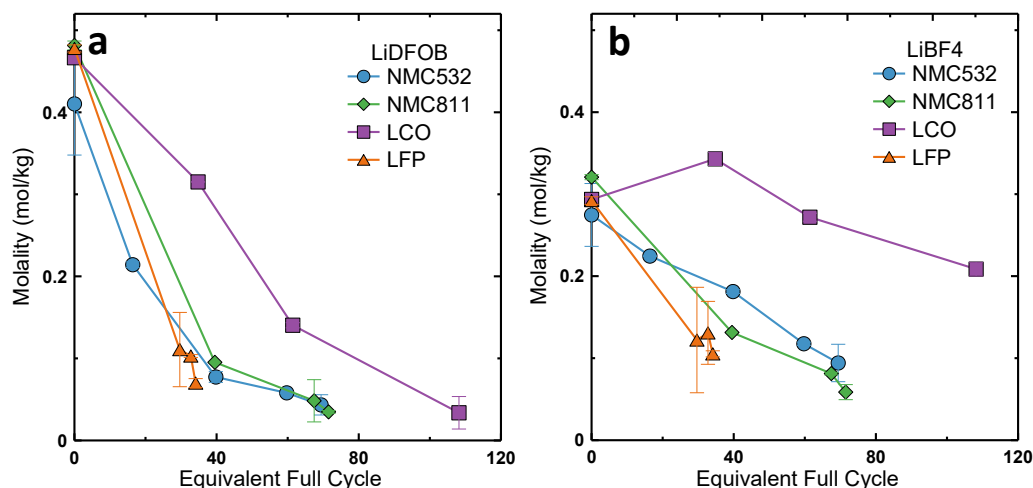 a
LiDFOB
NMC532
NMC811
LCO
LFP
0.4
0.2
0
0
40
80
120
Molality (mol/kg)
Equivalent Full Cycle
b
LiBF4
NMC532
NMC811
LCO
LFP
0.4
0.2
0
0
40
80
120
Molality (mol/kg)
Equivalent Full Cycle